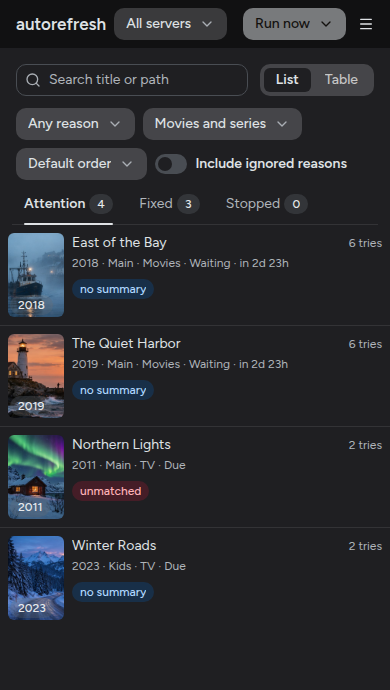 autorefresh All servers Run now
Search title or path List Table
Any reason Movies and series
Default order Include ignored reasons
Attention 4 Fixed 3 Stopped 0
East of the Bay 6 tries
2018 · Main · Movies · Waiting · in 2d 23h
no summary
2018
The Quiet Harbor 6 tries
2019 · Main · Movies · Waiting · in 2d 23h
no summary
2019
Northern Lights 2 tries
2011 · Main · TV · Due
unmatched
2011
Winter Roads 2 tries
2023 · Kids · TV · Due
no summary
2023